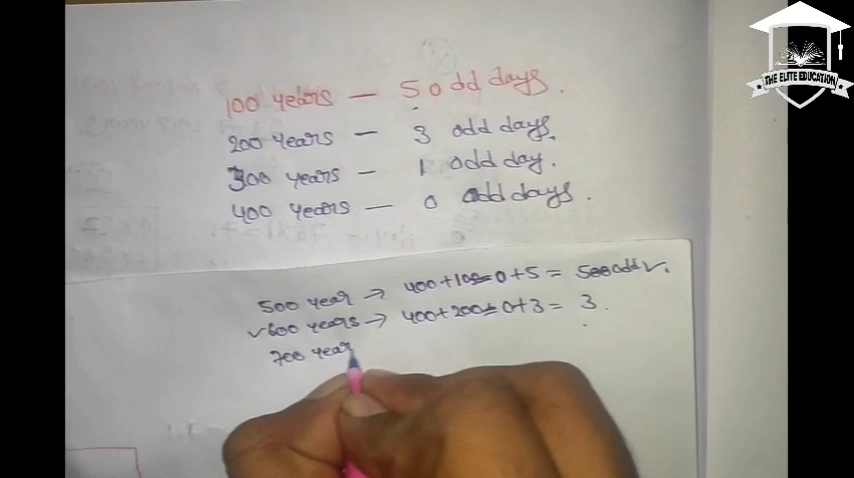 THE ELITE EDUCATION
100 years — 5 odd days.
200 years — 3 odd days.
300 years — 1 odd day.
400 years — 0 odd days.
500 year → 400+100=0+5= 5 odd ✓.
✓600 years → 400+200=0+3= 3.
700 year